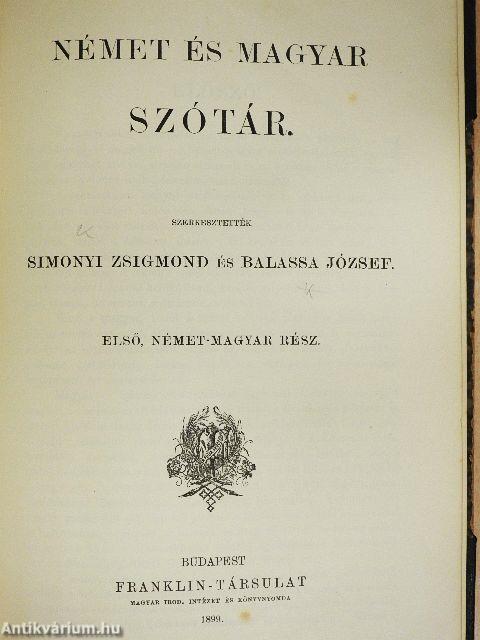 NÉMET ÉS MAGYAR
SZÓTÁR.
SZERKESZTETTÉK
SIMONYI ZSIGMOND ÉS BALASSA JÓZSEF.
ELSŐ, NÉMET-MAGYAR RÉSZ.
BUDAPEST
FRANKLIN-TÁRSULAT
MAGYAR IROD. INTÉZET ÉS KÖNYVNYOMDA
1899.
Antikvárium.hu